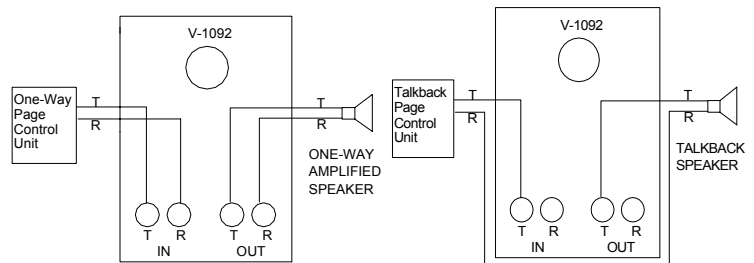 V-1092
One-Way
Page
Control
Unit
T
R
T
R
ONE-WAY
AMPLIFIED
SPEAKER
T R T R
IN OUT
V-1092
Talkback
Page
Control
Unit
T
R
T
R
TALKBACK
SPEAKER
T R T R
IN OUT